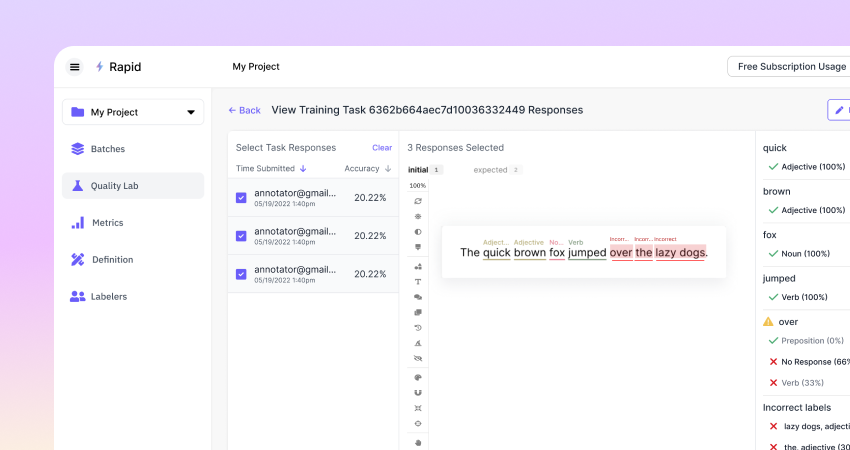 Rapid
My Project
Free Subscription Usage
My Project
Batches
Quality Lab
Metrics
Definition
Labelers
← Back
View Training Task 6362b664aec7d10036332449 Responses
Select Task Responses
Clear
Time Submitted ↓
Accuracy ↓
annotator@gmail...
05/19/2022 1:40pm
20.22%
annotator@gmail...
05/19/2022 1:40pm
20.22%
annotator@gmail...
05/19/2022 1:40pm
20.22%
3 Responses Selected
initial 1
expected 2
100%
Adject... Adjective No... Verb Incorr... Incorr... Incorrect
The quick brown fox jumped over the lazy dogs.
quick
Adjective (100%)
brown
Adjective (100%)
fox
Noun (100%)
jumped
Verb (100%)
over
Preposition (0%)
No Response (66%
Verb (33%)
Incorrect labels
lazy dogs, adjecti
the, adjective (30